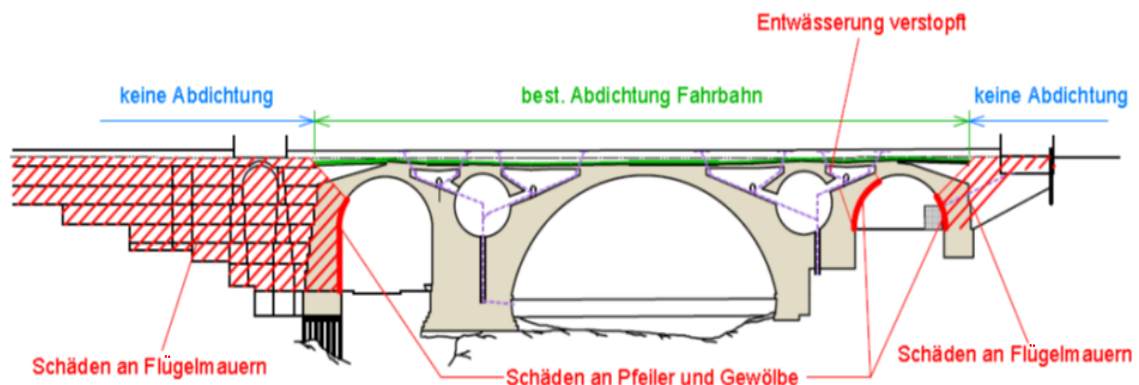 Entwässerung verstopft
keine Abdichtung
best. Abdichtung Fahrbahn
keine Abdichtung
Schäden an Flügelmauern
Schäden an Pfeiler und Gewölbe
Schäden an Flügelmauern